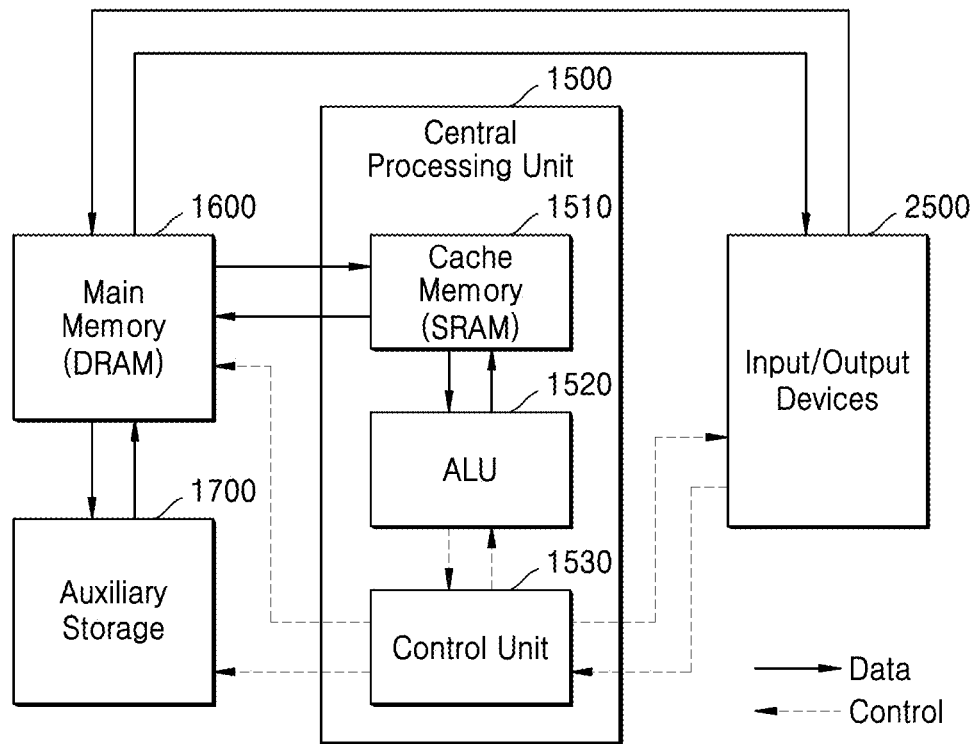 1500
Central
Processing Unit
1600
1510
2500
Main
Memory
(DRAM)
Cache
Memory
(SRAM)
Input/Output
Devices
1520
ALU
1700
1530
Auxiliary
Storage
Control Unit
Data
Control